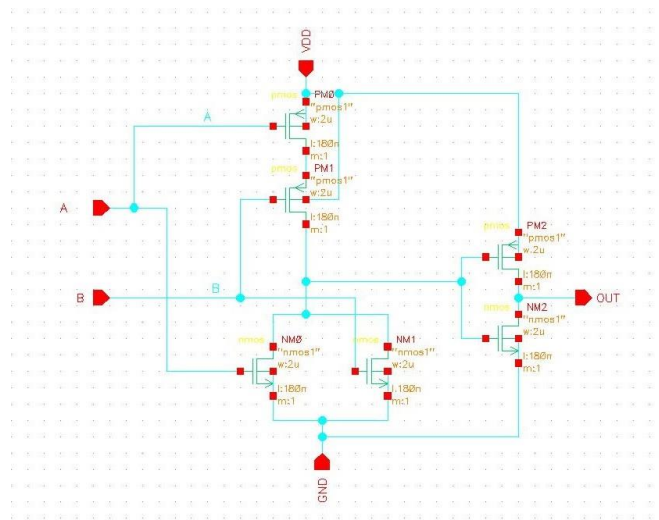 VDD
pmos
PM0
"pmos1"
w:2u
l:180n
m:1
A
pmos
PM1
"pmos1"
w:2u
l:180n
m:1
A
pmos
PM2
"pmos1"
w:2u
l:180n
m:1
B
B
OUT
nmos
NM2
"nmos1"
w:2u
l:180n
m:1
nmos
NM0
"nmos1"
w:2u
l:180n
m:1
nmos
NM1
"nmos1"
w:2u
l:180n
m:1
GND